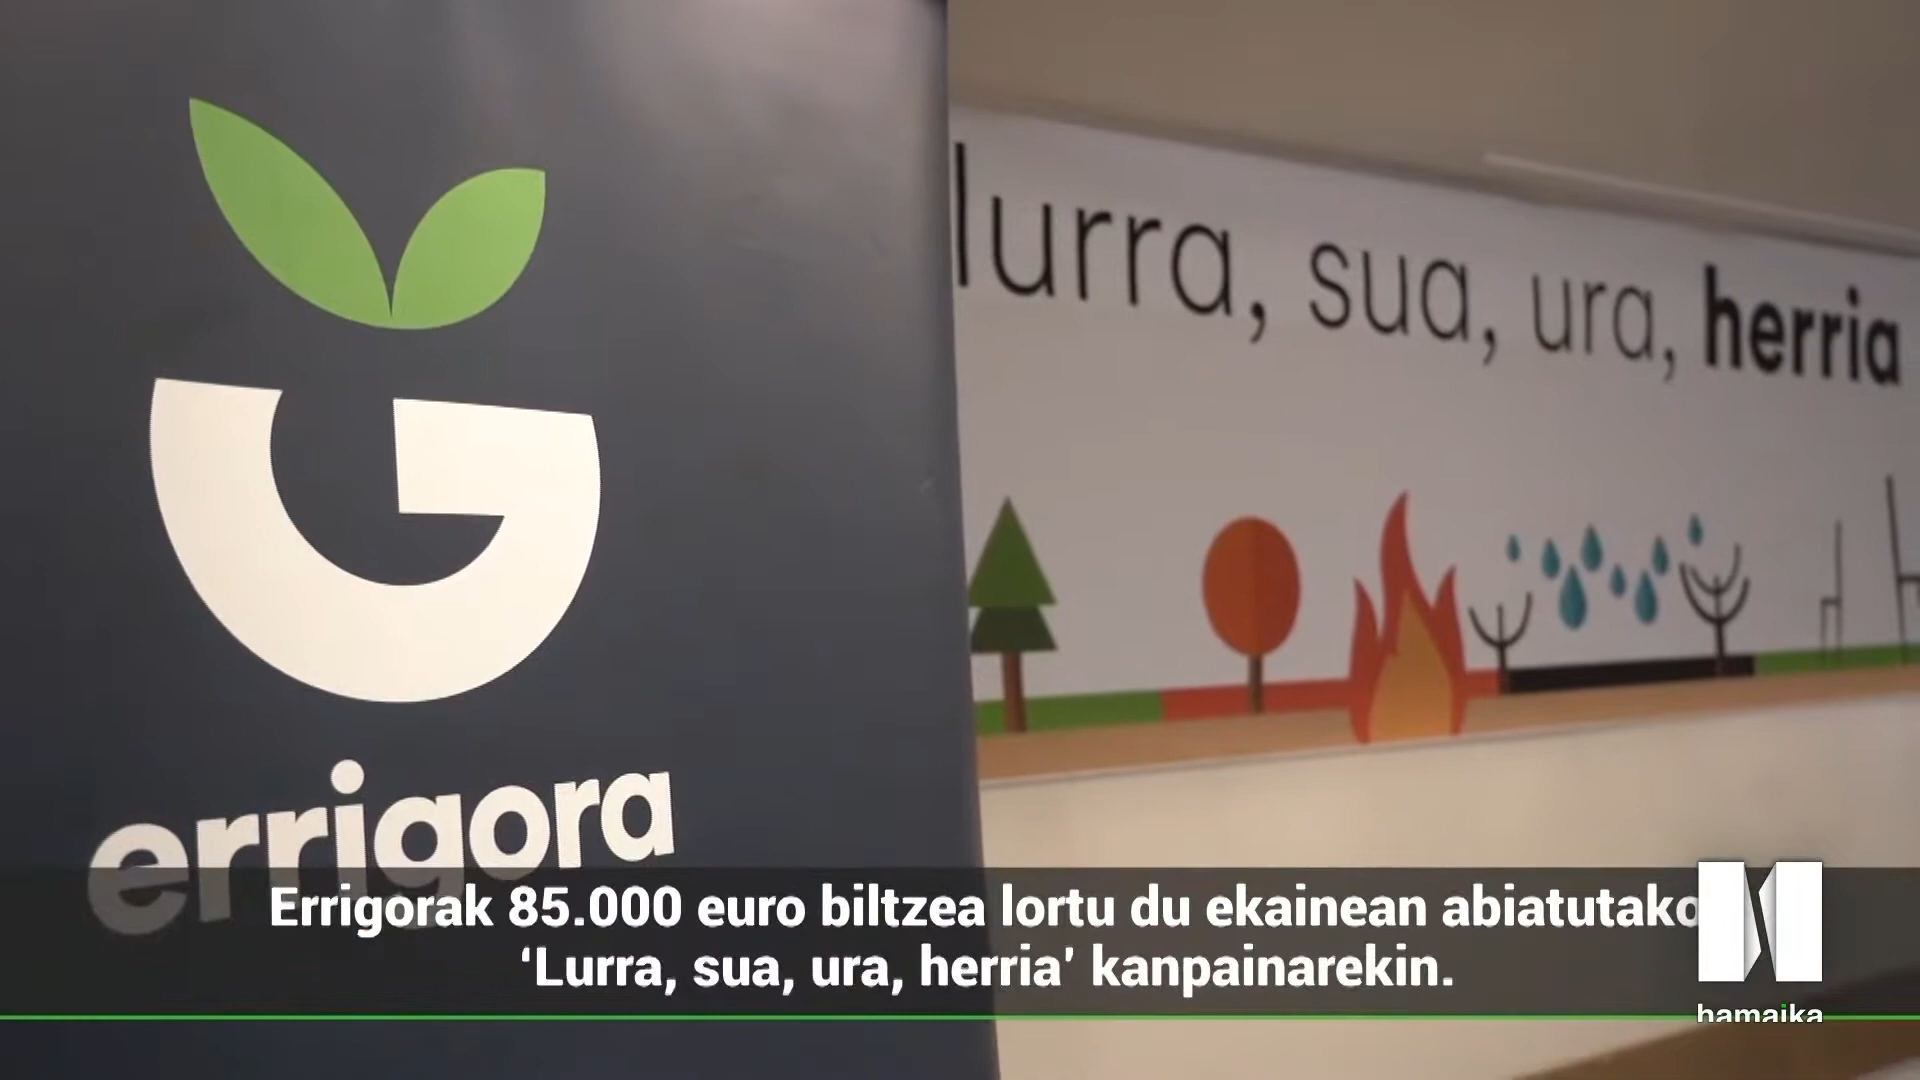 lurra, sua, ura, herria
errigora
Errigorak 85.000 euro biltzea lortu du ekainean abiatutako
‘Lurra, sua, ura, herria’ kanpainarekin.
hamaika